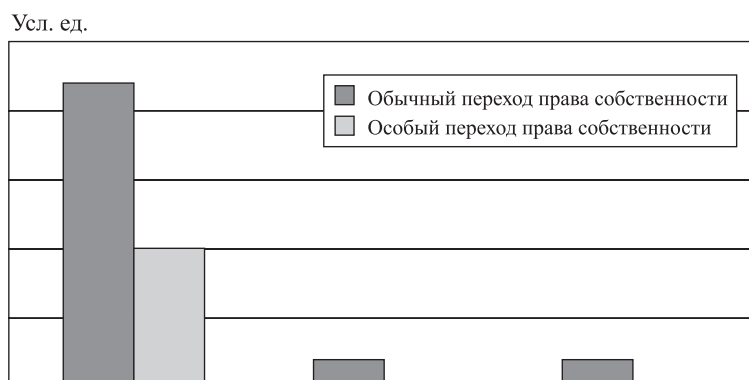 Усл. ед.
Обычный переход права собственности
Особый переход права собственности